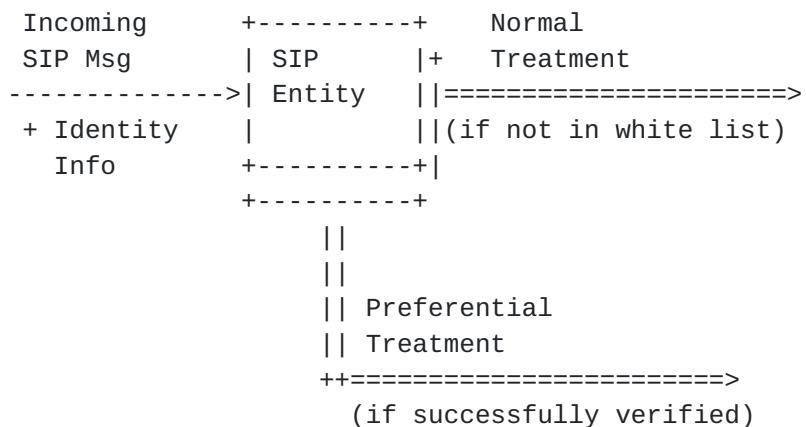 Incoming         +----------+    Normal
SIP Msg        | SIP      |+   Treatment
-------------->| Entity   ||======================>
+ Identity    |          ||(if not in white list)
Info        +----------+|
+----------+
||
||
|| Preferential
|| Treatment
++========================>
(if successfully verified)